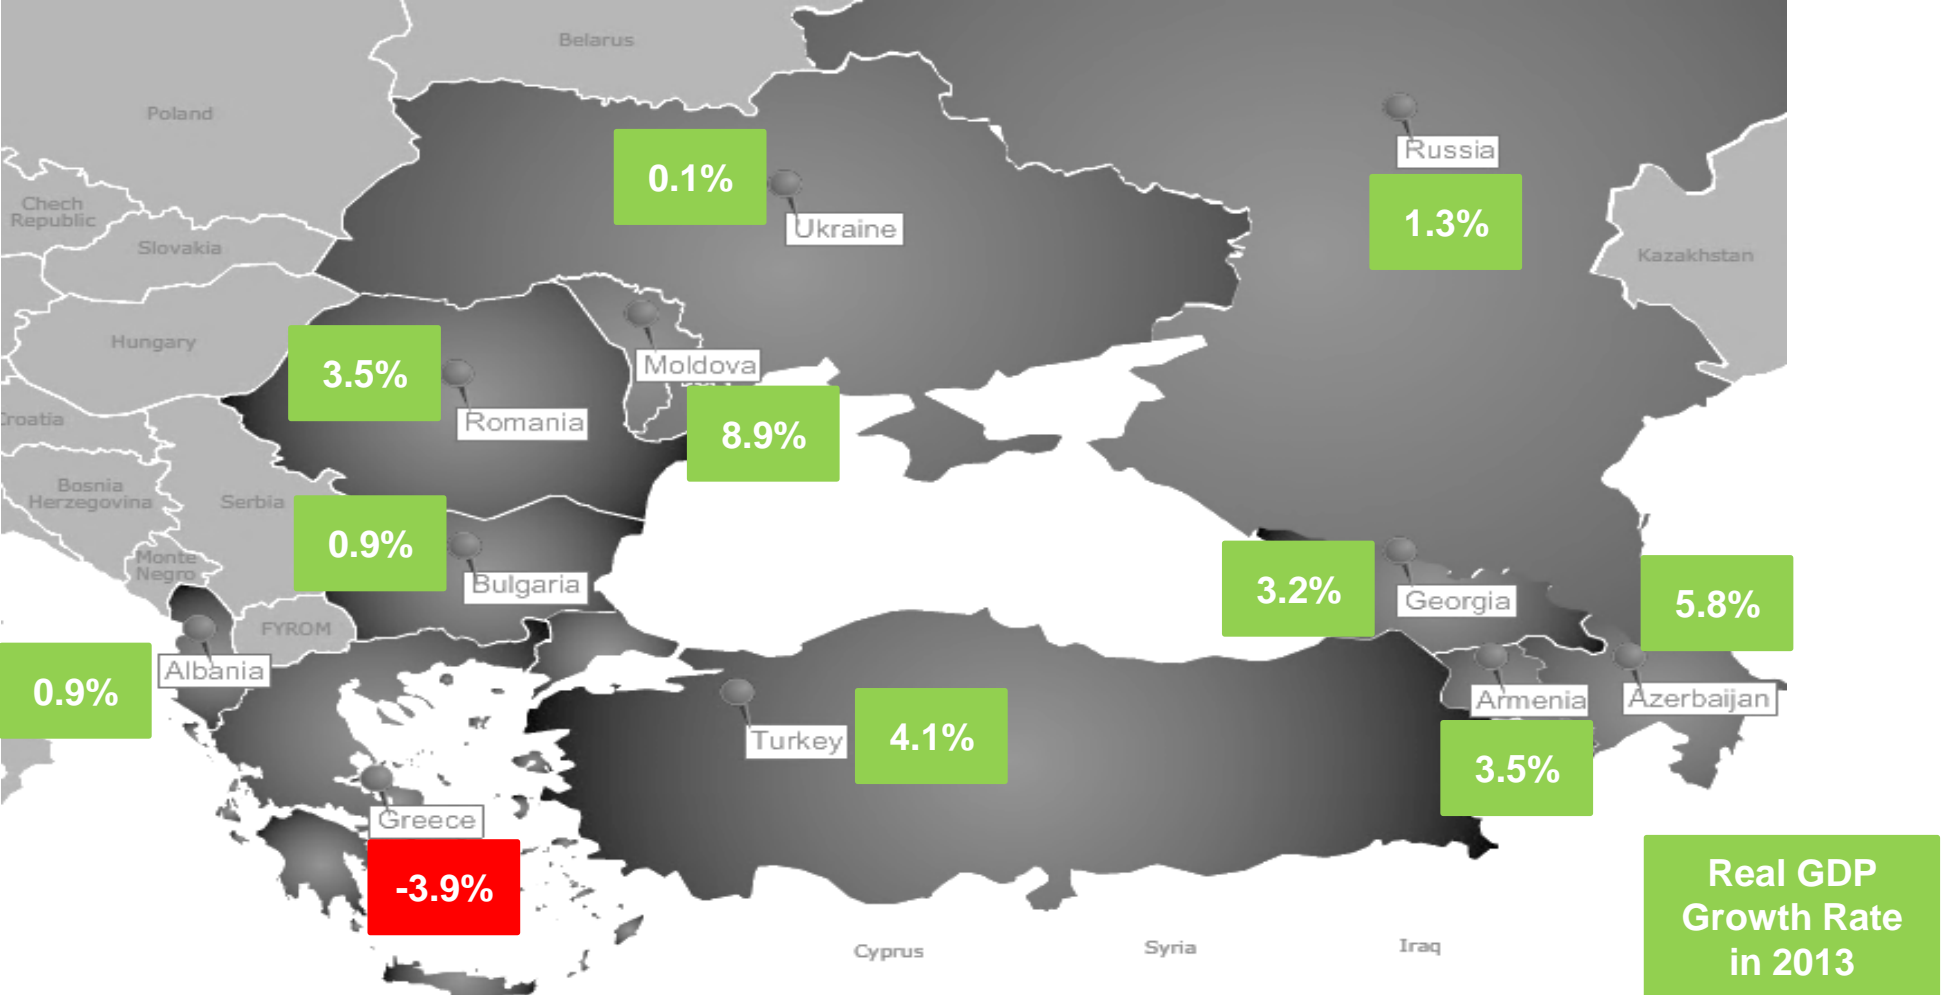 Belarus
Poland
Russia
0.1%
Ukraine
1.3%
Chech
Republic
Slovakia
Kazakhstan
Hungary
3.5%
Moldova
Romania
8.9%
Croatia
Bosnia
Herzegovina
Serbia
0.9%
Bulgaria
Monte
Negro
3.2%
Georgia
5.8%
FYROM
Albania
0.9%
Armenia
Azerbaijan
Turkey
4.1%
3.5%
Greece
-3.9%
Cyprus
Syria
Iraq
Real GDP
Growth Rate
in 2013